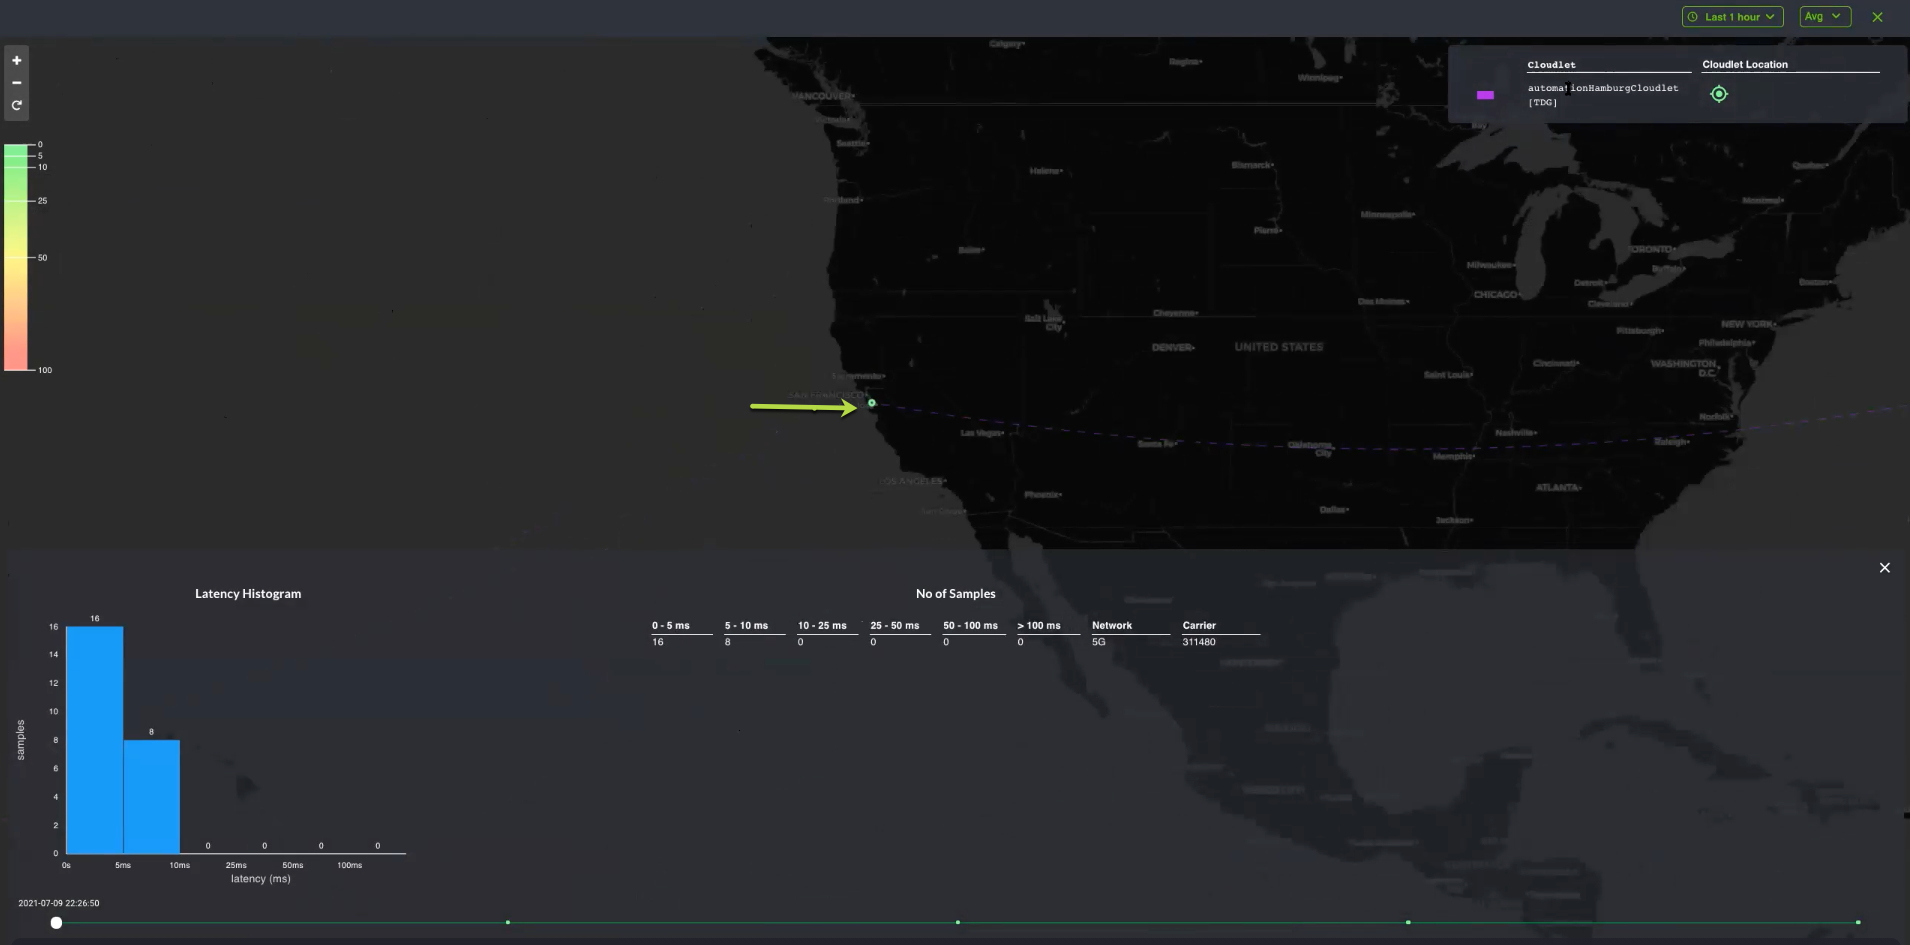 Last 1 hour
Avg
Cloudlet
Cloudlet Location
automationHamburgCloudlet
[TDG]
0
5
10
25
50
100
Calgary
Regina
Winnipeg
VANCOUVER
Victoria
Seattle
Bismarck
Quebec
Helena
Portland
Montreal
Minneapolis
Pierre
Boise
TORONTO
Buffalo
Milwaukee
Detroit
Boston
CHICAGO
Des Moines
Cleveland
Cheyenne
Salt Lake
City
NEW YORK
Pittsburgh
Philadelphia
DENVER
UNITED STATES
Cincinnati
WASHINGTON
D.C.
Saint Louis
Sacramento
SAN FRANCISCO
Norfolk
Las Vegas
Nashville
Raleigh
Santa Fe
Oklahoma
City
Memphis
LOS ANGELES
ATLANTA
Phoenix
San Diego
Dallas
Jackson
Latency Histogram
No of Samples
0 - 5 ms 5 - 10 ms 10 - 25 ms 25 - 50 ms 50 - 100 ms > 100 ms Network Carrier
16 8 0 0 0 0 5G 311480
16
16
14
12
10
8
8
6
4
2
0
0 0 0 0
0s 5ms 10ms 25ms 50ms 100ms
samples
latency (ms)
2021-07-09 22:26:50